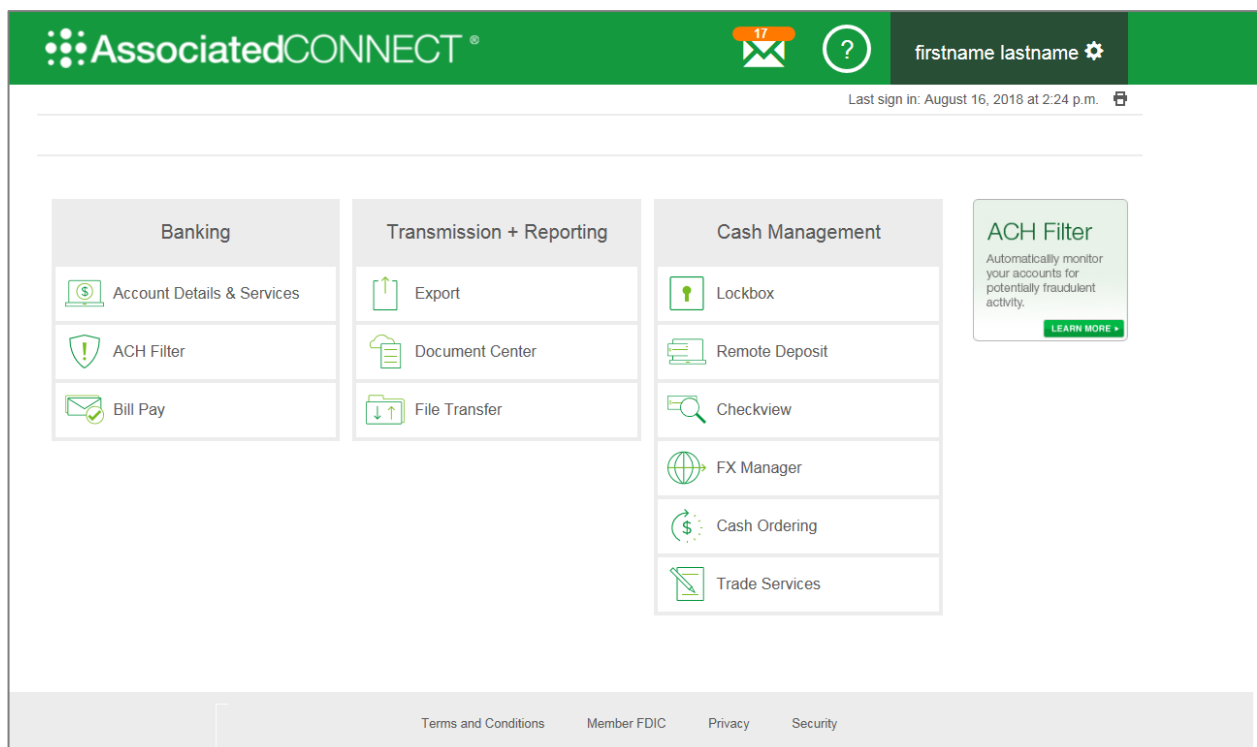 AssociatedCONNECT ®
17
?
firstname lastname
Last sign in: August 16, 2018 at 2:24 p.m.
Banking
Account Details & Services
ACH Filter
Bill Pay
Transmission + Reporting
Export
Document Center
File Transfer
Cash Management
Lockbox
Remote Deposit
Checkview
FX Manager
Cash Ordering
Trade Services
ACH Filter
Automaticallly monitor
your accounts for
potentially fraudulent
activity.
LEARN MORE
Terms and Conditions Member FDIC Privacy Security